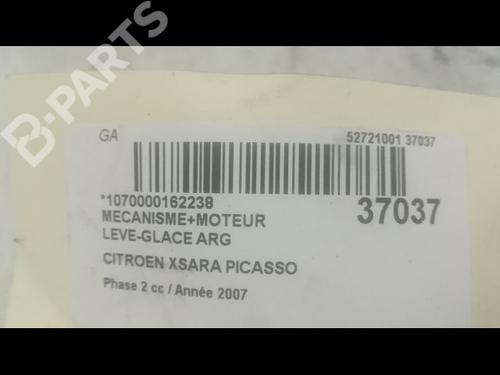 B-PARTS
GA
52721001 37037
*1070000162238
37037
MECANISME+MOTEUR
LEVE-GLACE ARG
CITROEN XSARA PICASSO
Phase 2 cc / Année 2007